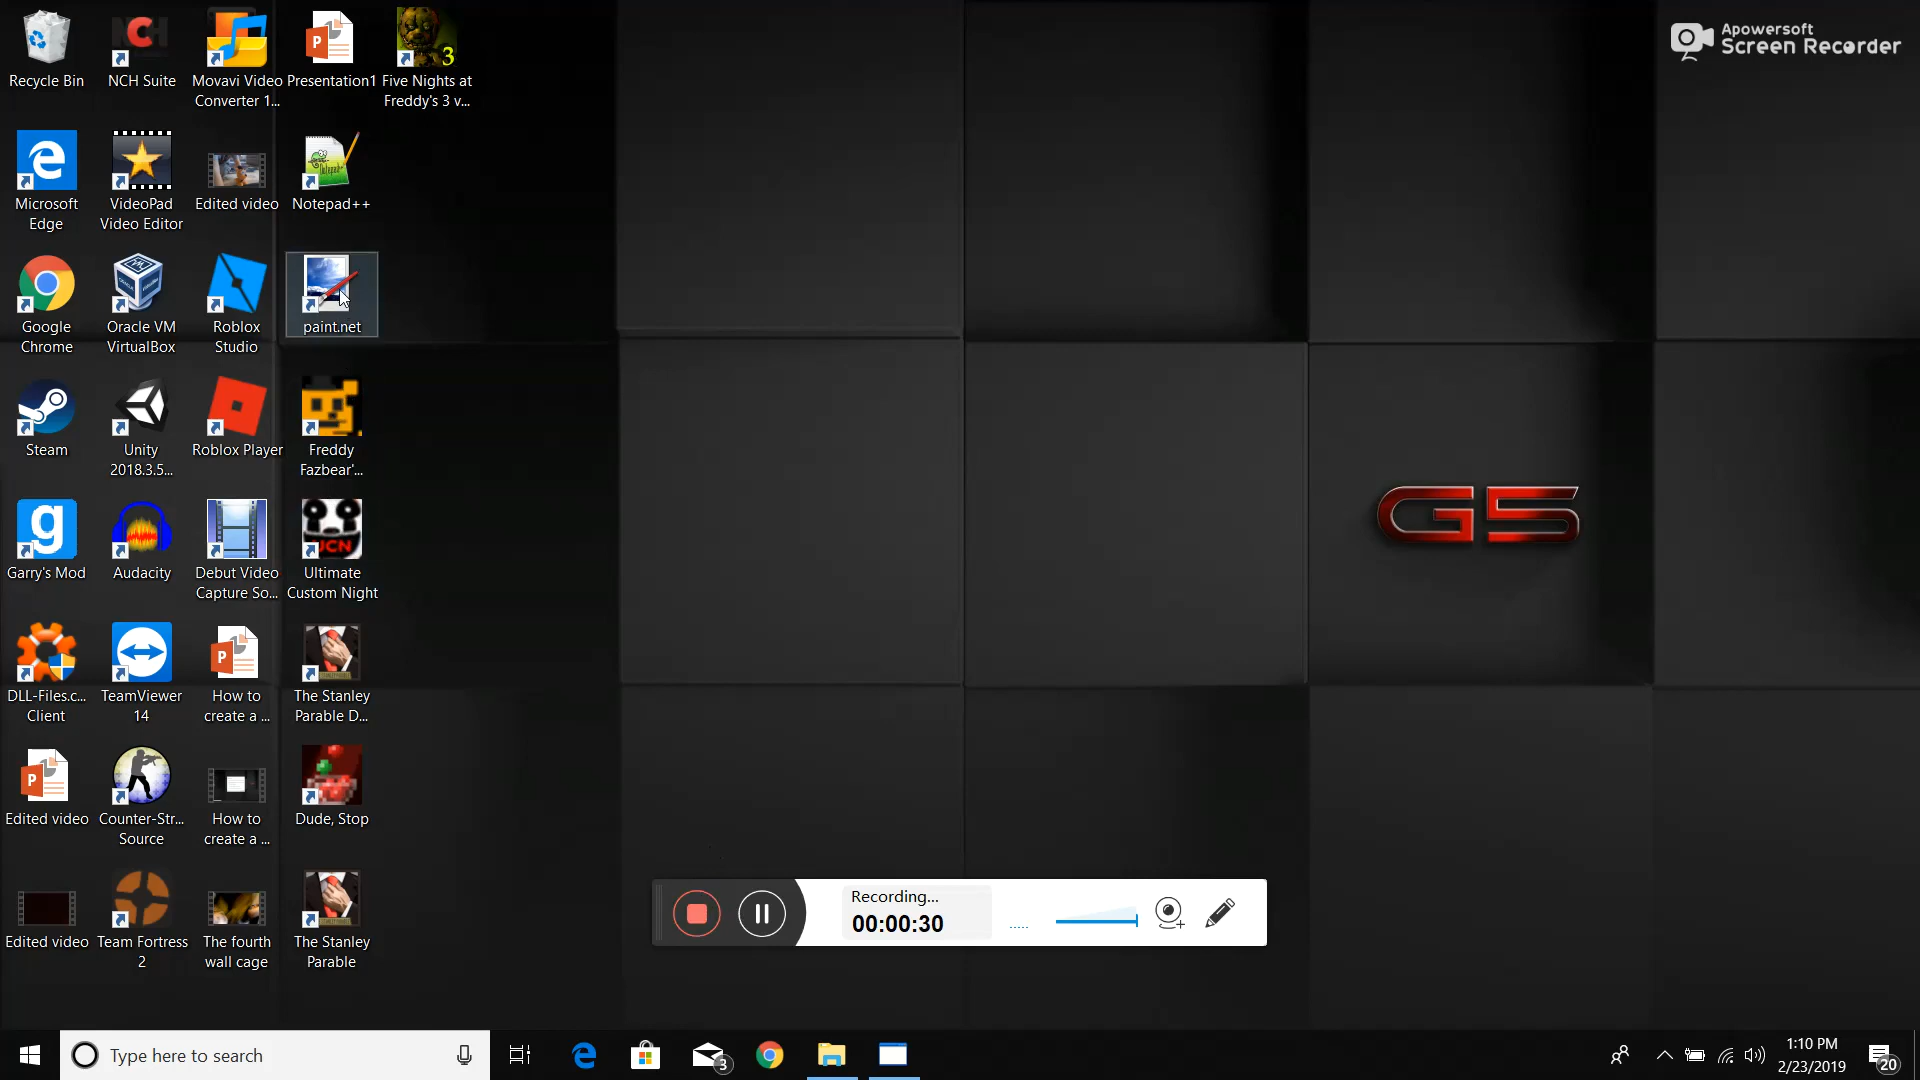 Recycle Bin
NCH
NCH Suite
Movavi Video
Converter 1...
Presentation1
3
Five Nights at
Freddy's 3 v...
Apowersoft
Screen Recorder
Microsoft
Edge
VideoPad
Video Editor
Edited video
Notepad++
Google
Chrome
Oracle VM
VirtualBox
Roblox
Studio
paint.net
Steam
Unity
2018.3.5...
Roblox Player
Freddy
Fazbear'...
G5
Garry's Mod
Audacity
Debut Video
Capture So...
UCN
Ultimate
Custom Night
DLL-Files.c...
Client
TeamViewer
14
How to
create a ...
The Stanley
Parable D...
Edited video
Counter-Str...
Source
How to
create a ...
Dude, Stop
Edited video
Team Fortress
2
The fourth
wall cage
The Stanley
Parable
Recording...
00:00:30
Type here to search
3
1:10 PM
2/23/2019
20